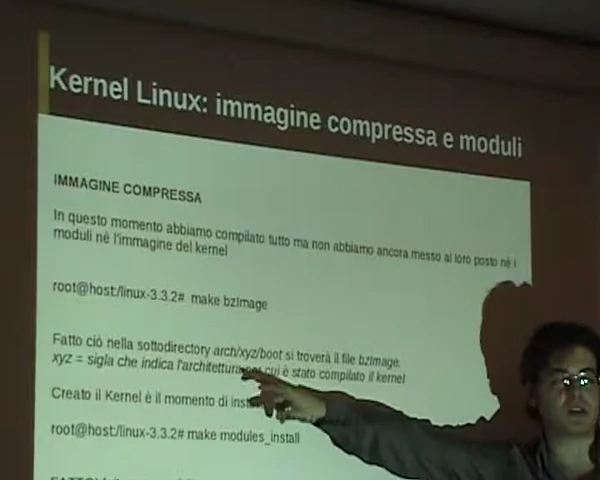 Kernel Linux: immagine compressa e moduli
IMMAGINE COMPRESSA
In questo momento abbiamo compilato tutto ma non abbiamo ancora messo al loro posto nè i
moduli nè l'immagine del kernel
root@host:/linux-3.3.2# make bzImage
Fatto ciò nella sottodirectory arch/xyz/boot si troverà il file bzImage.
xyz = sigla che indica l'architettura cui è stato compilato il kernel
Creato il Kernel è il momento di
root@host:/linux-3.3.2# make modules_install